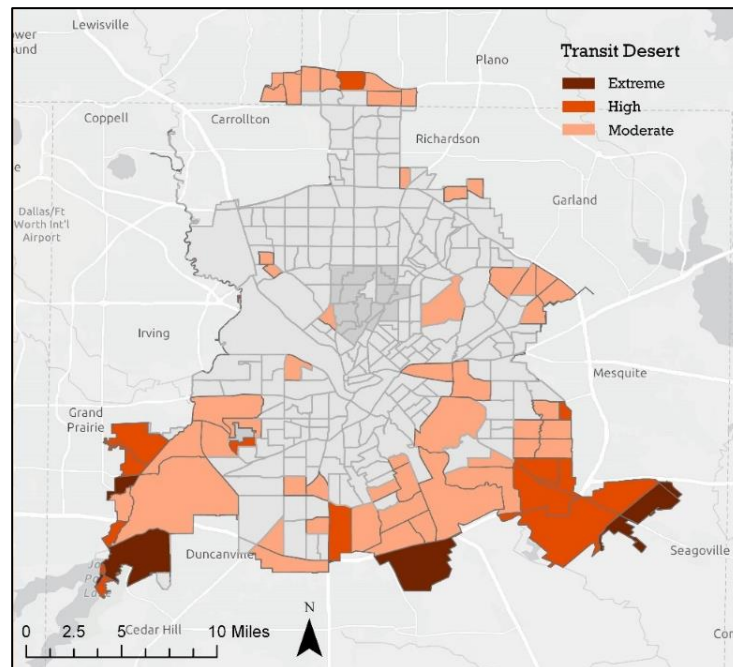 Lewisville
Plano
Transit Desert
Extreme
High
Moderate
Coppell
Carrollton
Richardson
Garland
Dallas/Ft
Worth Int'l
Airport
Irving
Mesquite
Grand
Prairie
Duncanville
Seagoville
Lake
Cedar Hill
N
0 2.5 5 10 Miles